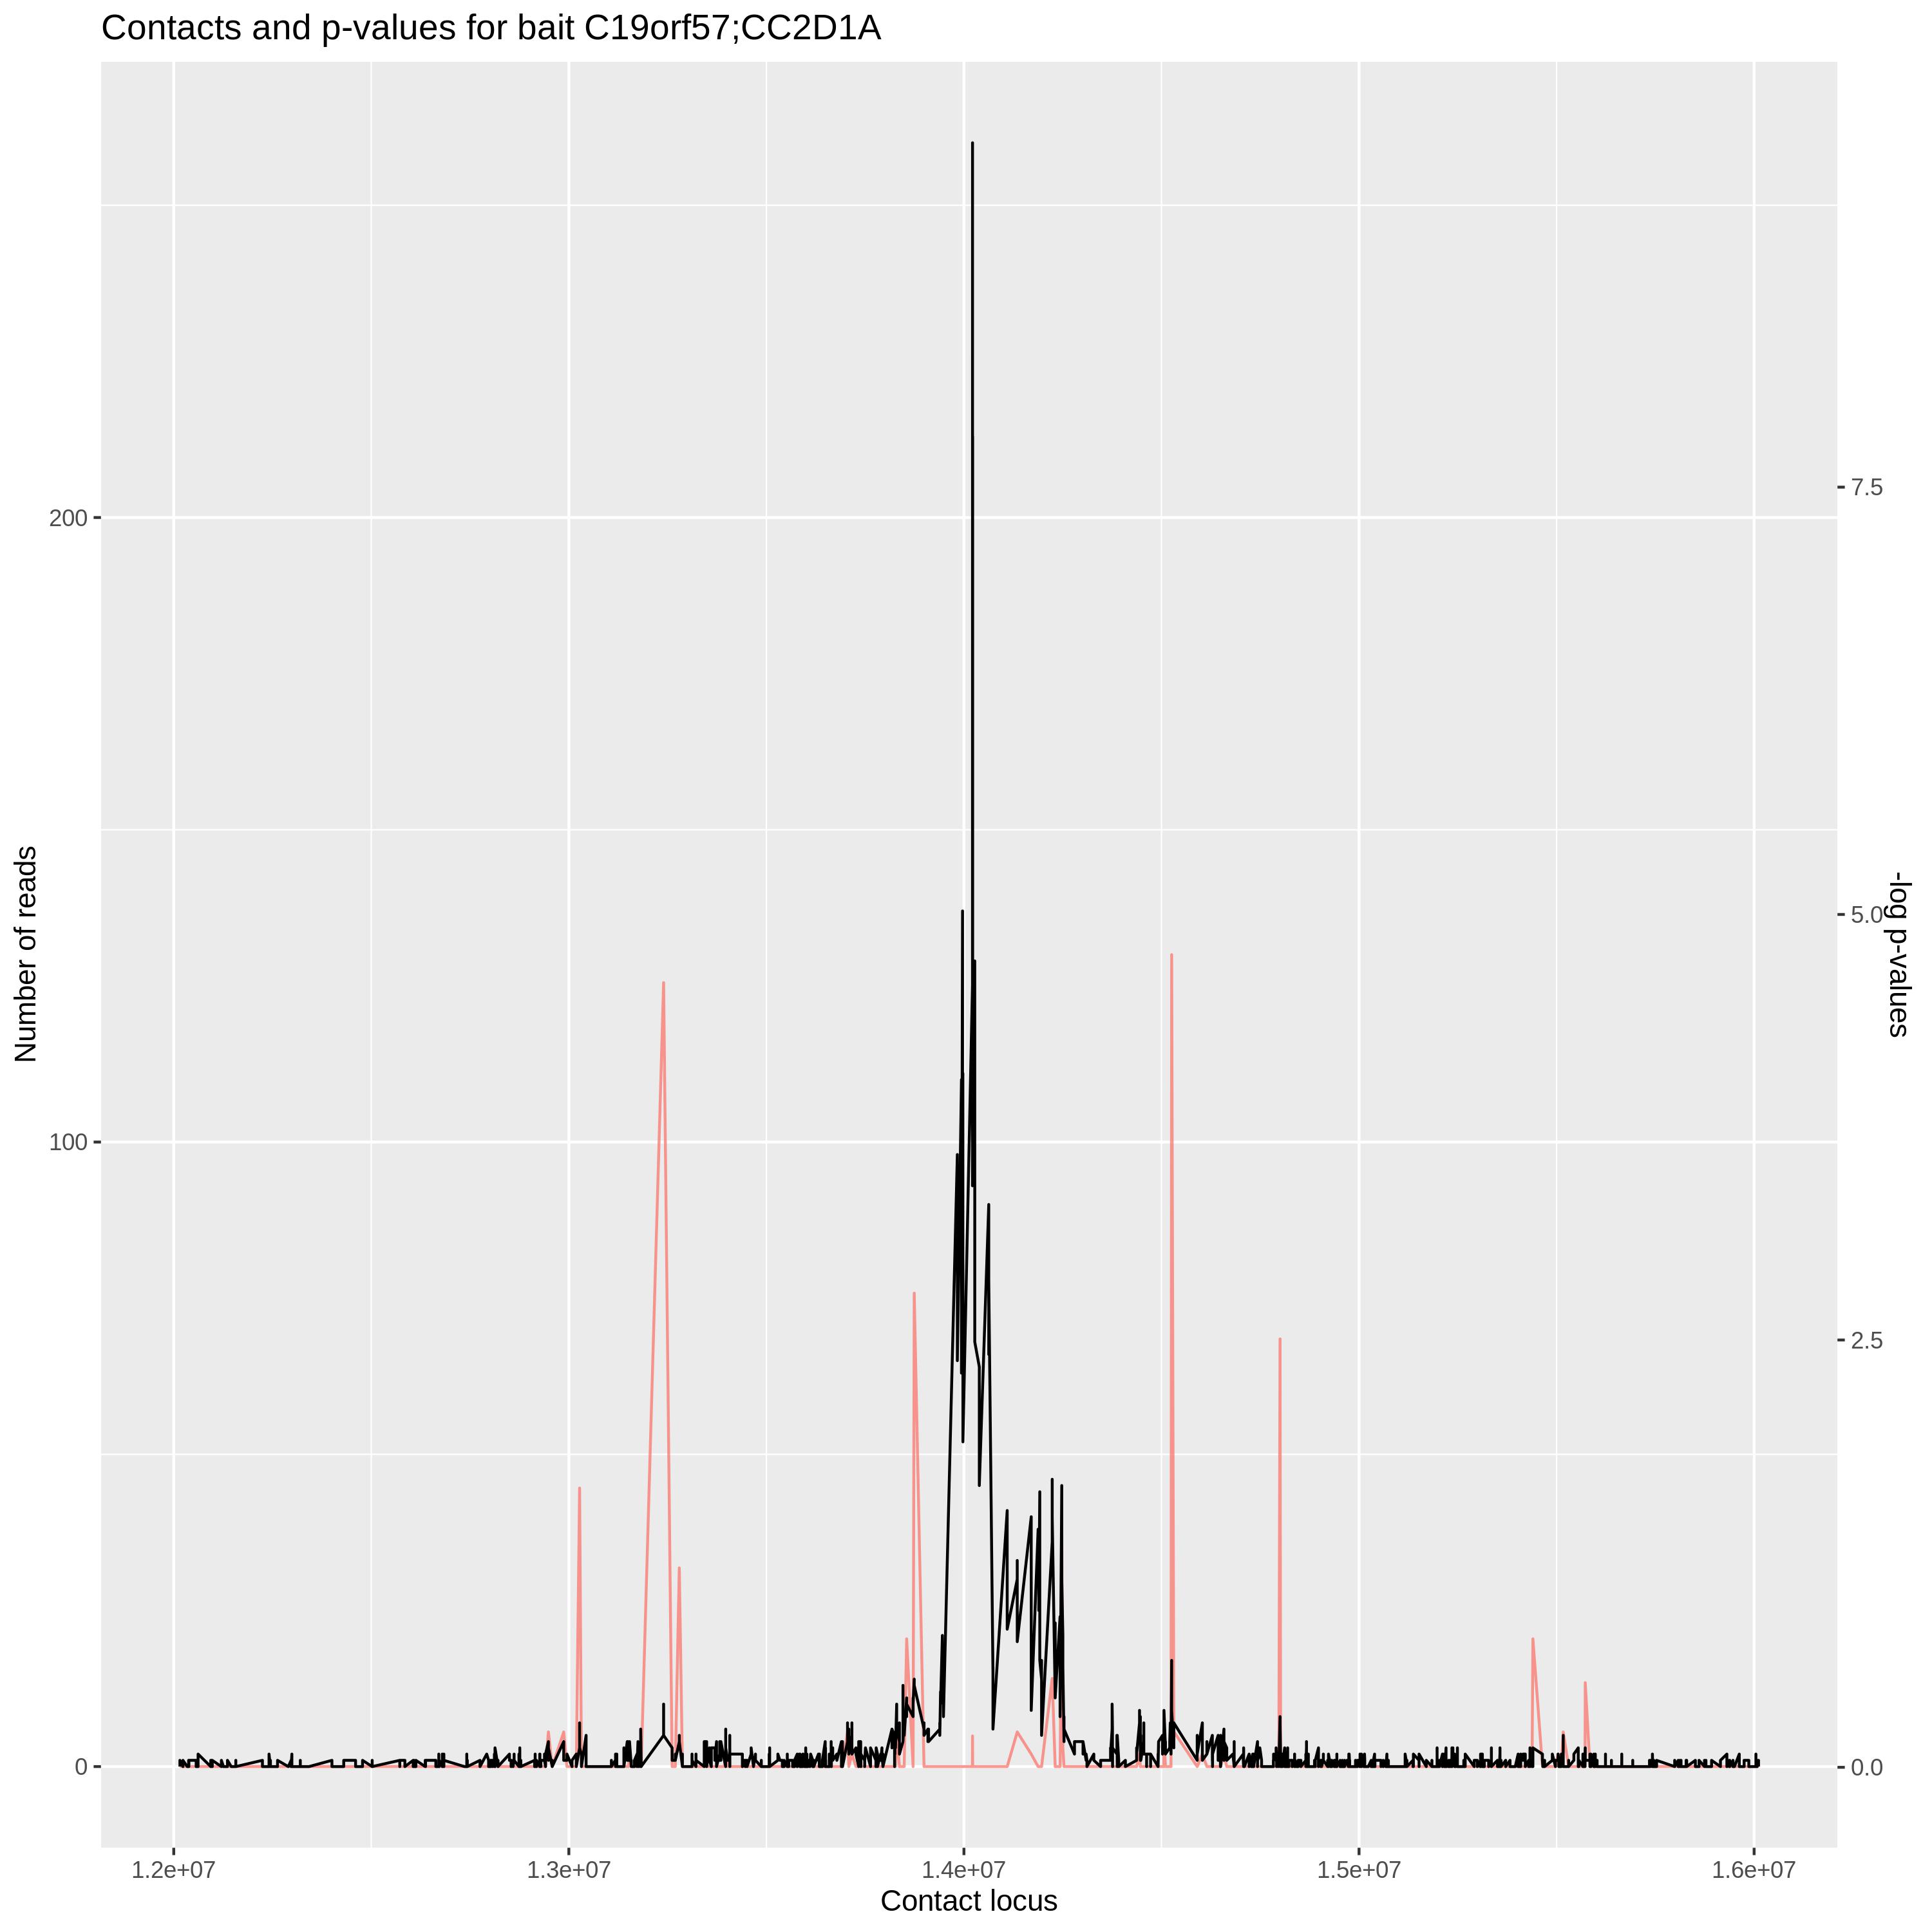 Contacts and p-values for bait C19orf57;CC2D1A
Number of reads
200
100
0
7.5
5.0
2.5
0.0
-log p-values
1.2e+07 1.3e+07 1.4e+07 1.5e+07 1.6e+07
Contact locus